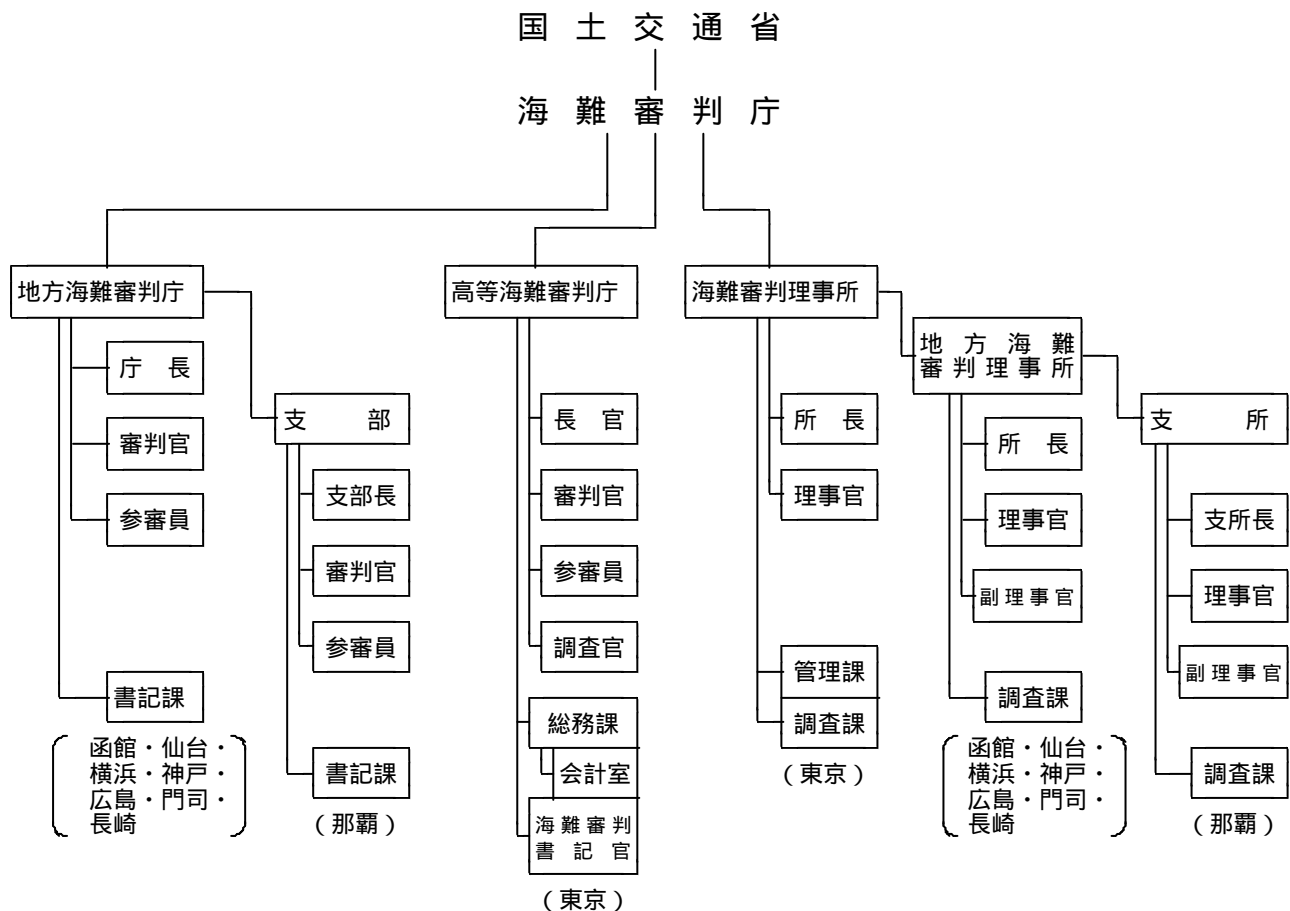 国土交通省
海難審判庁
地方海難審判庁
庁長
審判官
参審員
書記課
函館・仙台・
横浜・神戸・
広島・門司・
長崎
支部
支部長
審判官
参審員
書記課
（那覇）
高等海難審判庁
長官
審判官
参審員
調査官
総務課
会計室
海難審判
書記官
（東京）
海難審判理事所
所長
理事官
管理課
調査課
（東京）
地方海難
審判理事所
所長
理事官
副理事官
調査課
函館・仙台・
横浜・神戸・
広島・門司・
長崎
支所
支所長
理事官
副理事官
調査課
（那覇）